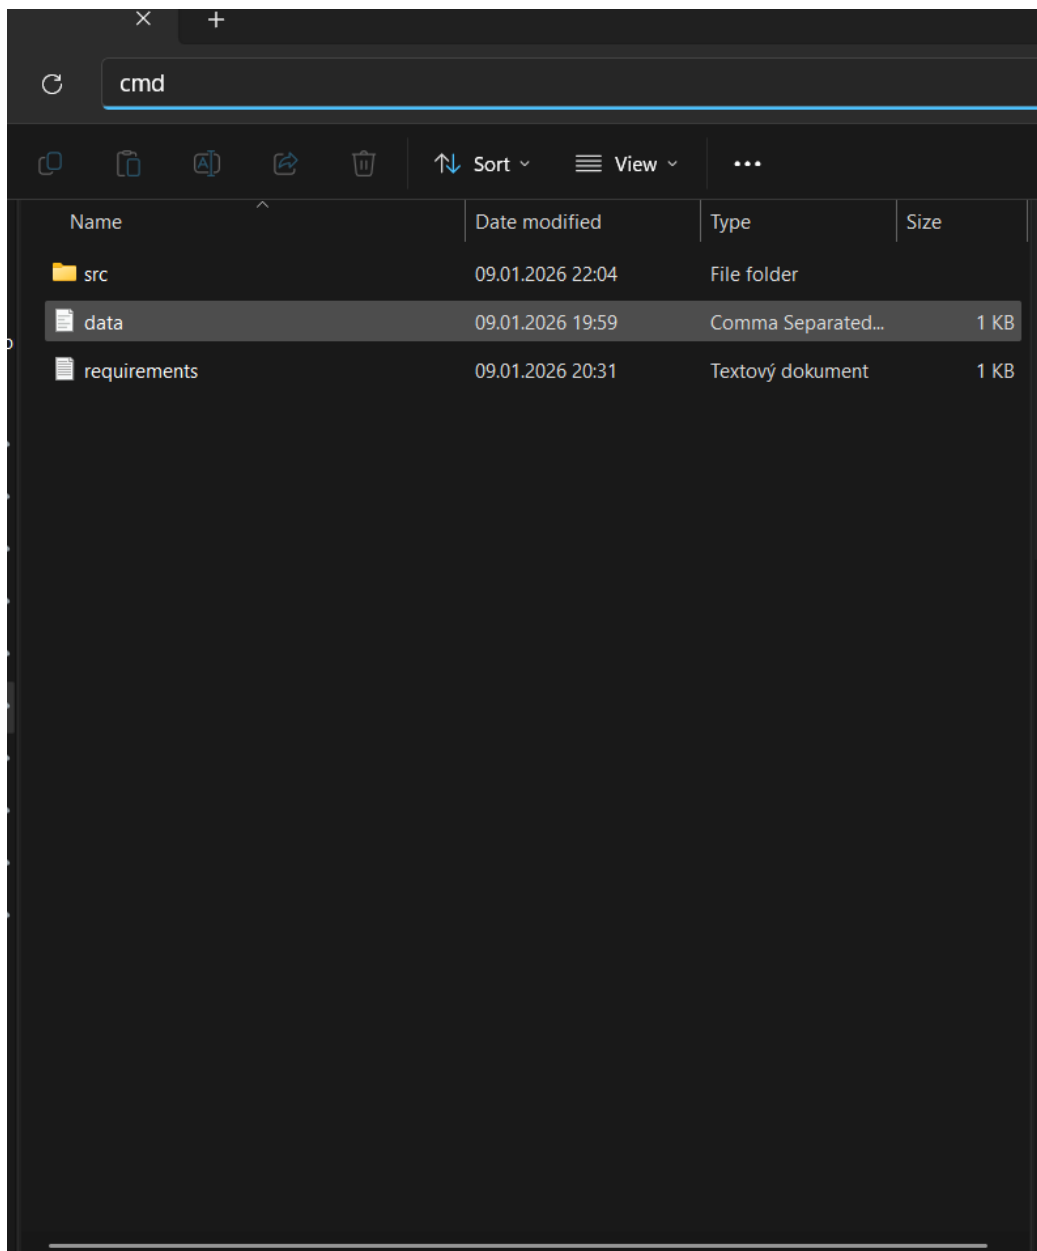 cmd
Sort View
Name Date modified Type Size
src 09.01.2026 22:04 File folder
data 09.01.2026 19:59 Comma Separated... 1 KB
requirements 09.01.2026 20:31 Textový dokument 1 KB